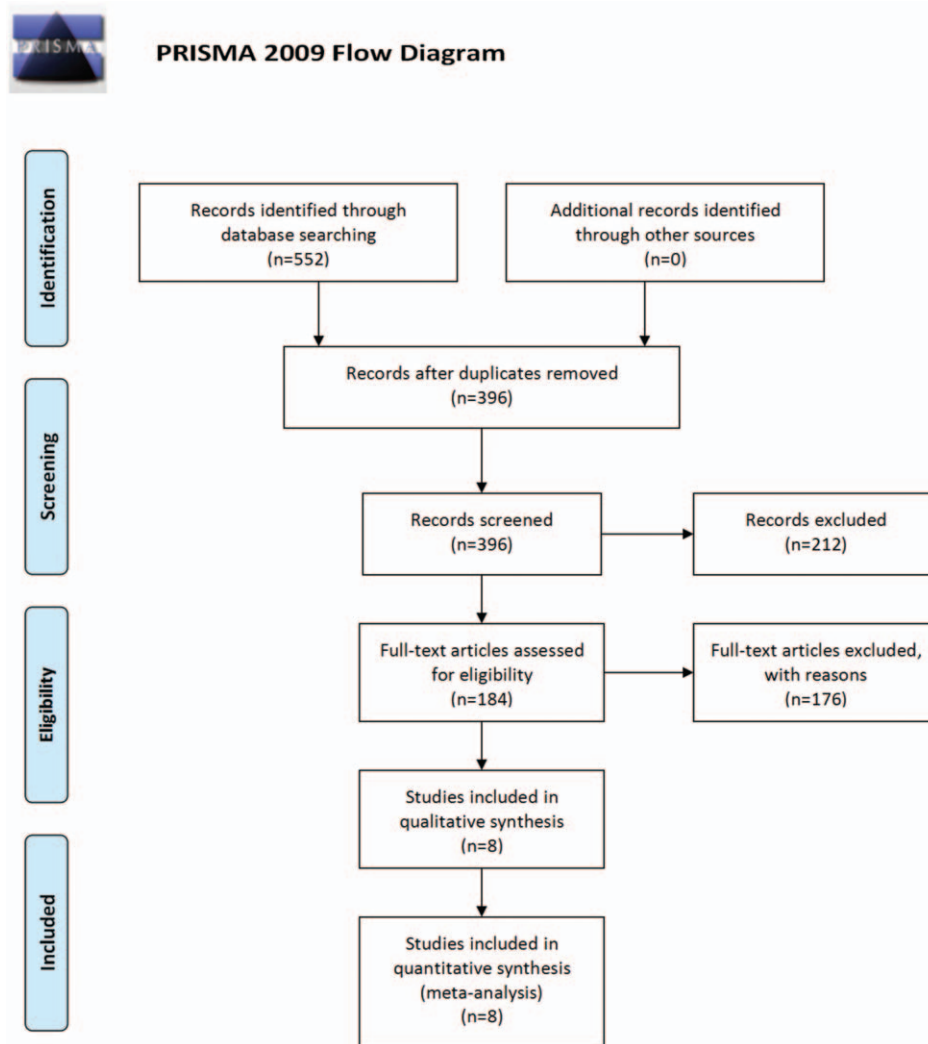 PRISMA
PRISMA 2009 Flow Diagram
Identification
Records identified through
database searching
(n=552)
Additional records identified
through other sources
(n=0)
Records after duplicates removed
(n=396)
Screening
Records screened
(n=396)
Records excluded
(n=212)
Eligibility
Full-text articles assessed
for eligibility
(n=184)
Full-text articles excluded,
with reasons
(n=176)
Studies included in
qualitative synthesis
(n=8)
Included
Studies included in
quantitative synthesis
(meta-analysis)
(n=8)